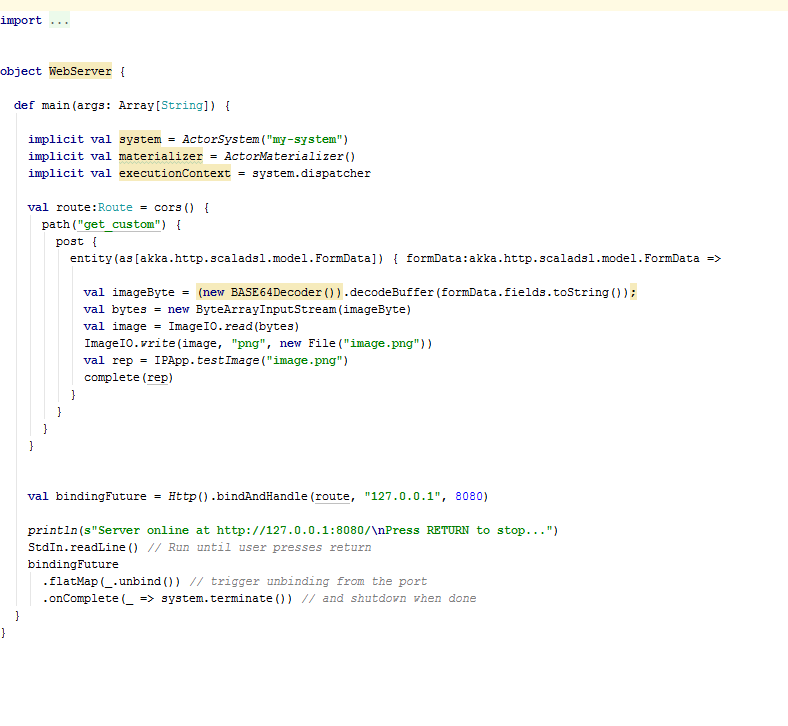 import ...
object WebServer {
def main(args: Array[String]) {
implicit val system = ActorSystem("my-system")
implicit val materializer = ActorMaterializer()
implicit val executionContext = system.dispatcher
val route:Route = cors() {
path("get_custom") {
post {
entity(as[akka.http.scaladsl.model.FormData]) { formData:akka.http.scaladsl.model.FormData =>
val imageByte = (new BASE64Decoder()).decodeBuffer(formData.fields.toString());
val bytes = new ByteArrayInputStream(imageByte)
val image = ImageIO.read(bytes)
ImageIO.write(image, "png", new File("image.png"))
val rep = IPApp.testImage("image.png")
complete(rep)
}
}
}
}
val bindingFuture = Http().bindAndHandle(route, "127.0.0.1", 8080)
println(s"Server online at http://127.0.0.1:8080/\nPress RETURN to stop...")
StdIn.readLine() // Run until user presses return
bindingFuture
.flatMap(_.unbind()) // trigger unbinding from the port
.onComplete(_ => system.terminate()) // and shutdown when done
}
}